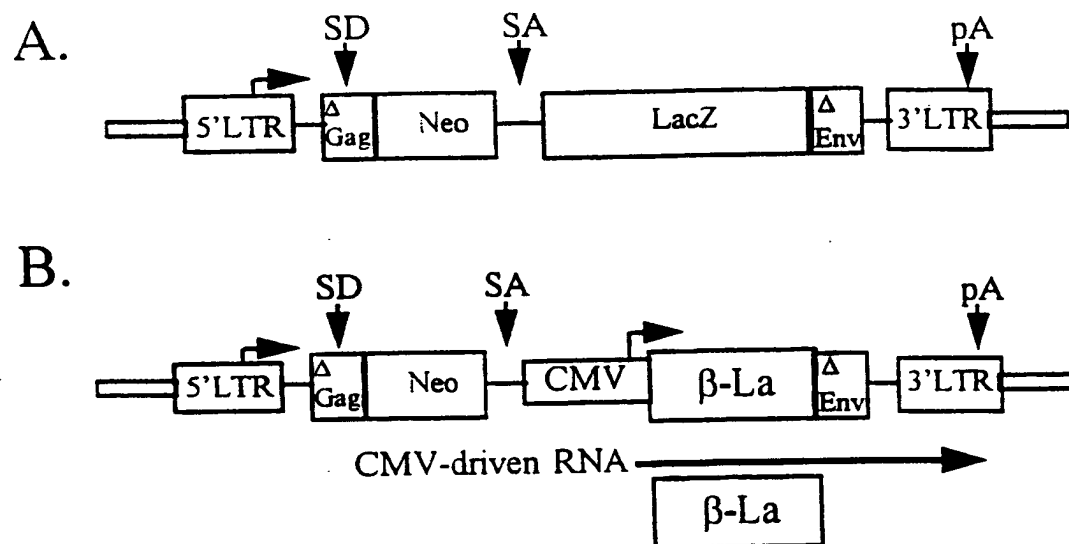 A.
SD SA pA
5'LTR Δ Gag Neo LacZ Δ Env 3'LTR
B.
SD SA pA
5'LTR Δ Gag Neo CMV β-La Δ Env 3'LTR
CMV-driven RNA
β-La